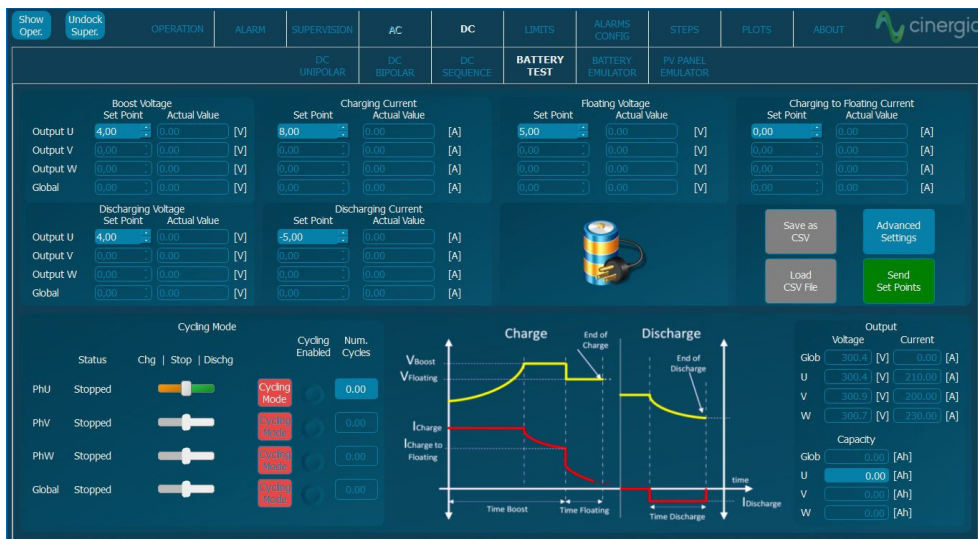 Show Oper.
Undock Super.
OPERATION
ALARM
SUPERVISION
AC
DC
LIMITS
ALARMS CONFIG
STEPS
PLOTS
ABOUT
cinergia
DC UNIPOLAR
DC BIPOLAR
DC SEQUENCE
BATTERY TEST
BATTERY EMULATOR
PV PANEL EMULATOR
Boost Voltage
Set Point Actual Value
Output U 4,00 0.00 [V]
Output V 0,00 0.00 [V]
Output W 0,00 0.00 [V]
Global 0,00 0.00 [V]
Charging Current
Set Point Actual Value
8,00 0.00 [A]
0,00 0.00 [A]
0,00 0.00 [A]
0,00 0.00 [A]
Floating Voltage
Set Point Actual Value
5,00 0.00 [V]
0,00 0.00 [V]
0,00 0.00 [V]
0,00 0.00 [V]
Charging to Floating Current
Set Point Actual Value
0,00 0.00 [A]
0,00 0.00 [A]
0,00 0.00 [A]
0,00 0.00 [A]
Discharging Voltage
Set Point Actual Value
Output U 4,00 0.00 [V]
Output V 0,00 0.00 [V]
Output W 0,00 0.00 [V]
Global 0,00 0.00 [V]
Discharging Current
Set Point Actual Value
-5,00 0.00 [A]
0,00 0.00 [A]
0,00 0.00 [A]
0,00 0.00 [A]
Save as CSV
Advanced Settings
Load CSV File
Send Set Points
Cycling Mode
Status Chg | Stop | Dischg
Cycling Enabled
Num. Cycles
PhU Stopped Cycling Mode 0.00
PhV Stopped Cycling Mode 0.00
PhW Stopped Cycling Mode 0.00
Global Stopped Cycling Mode 0.00
Charge
End of Charge
Discharge
End of Discharge
VBoost
VFloating
ICharge
ICharge to Floating
time
IDischarge
Time Boost
Time Floating
Time Discharge
Output
Voltage Current
Glob 300.4 [V] 0.00 [A]
U 300.4 [V] 210.00 [A]
V 300.9 [V] 200.00 [A]
W 300.7 [V] 230.00 [A]
Capacity
Glob 0.00 [Ah]
U 0.00 [Ah]
V 0.00 [Ah]
W 0.00 [Ah]